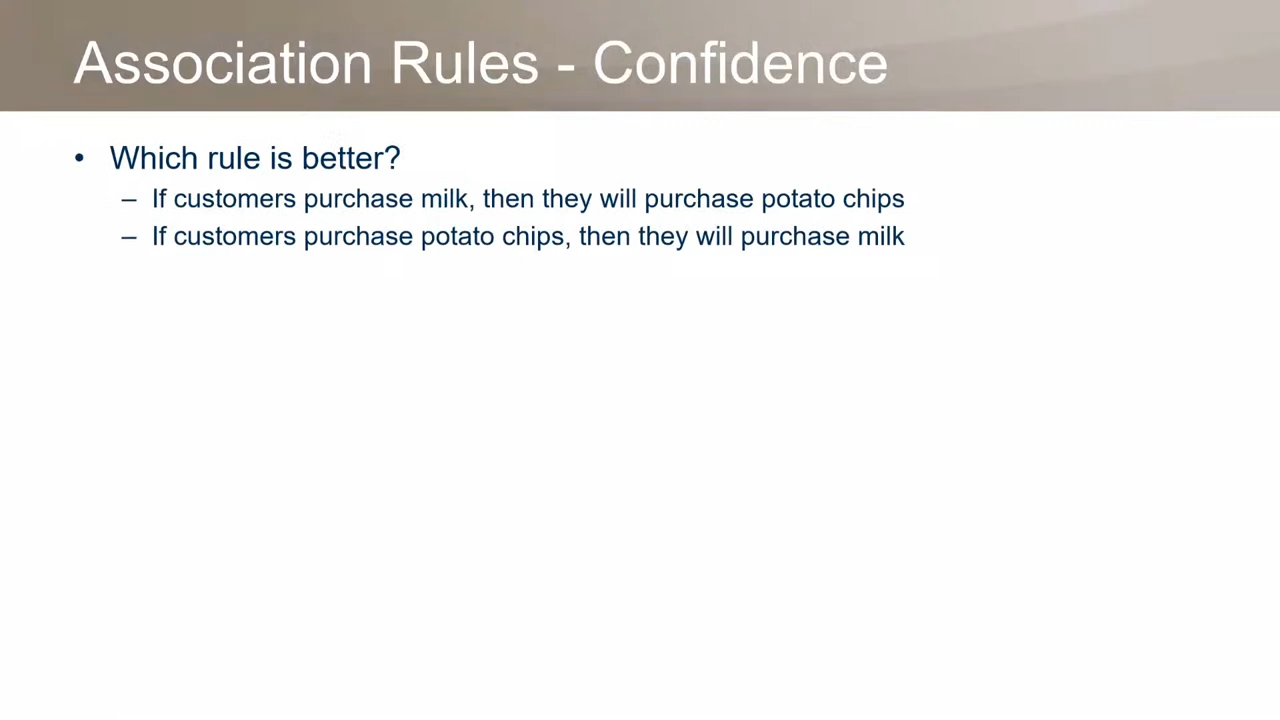 Association Rules - Confidence
• Which rule is better?
– If customers purchase milk, then they will purchase potato chips
– If customers purchase potato chips, then they will purchase milk